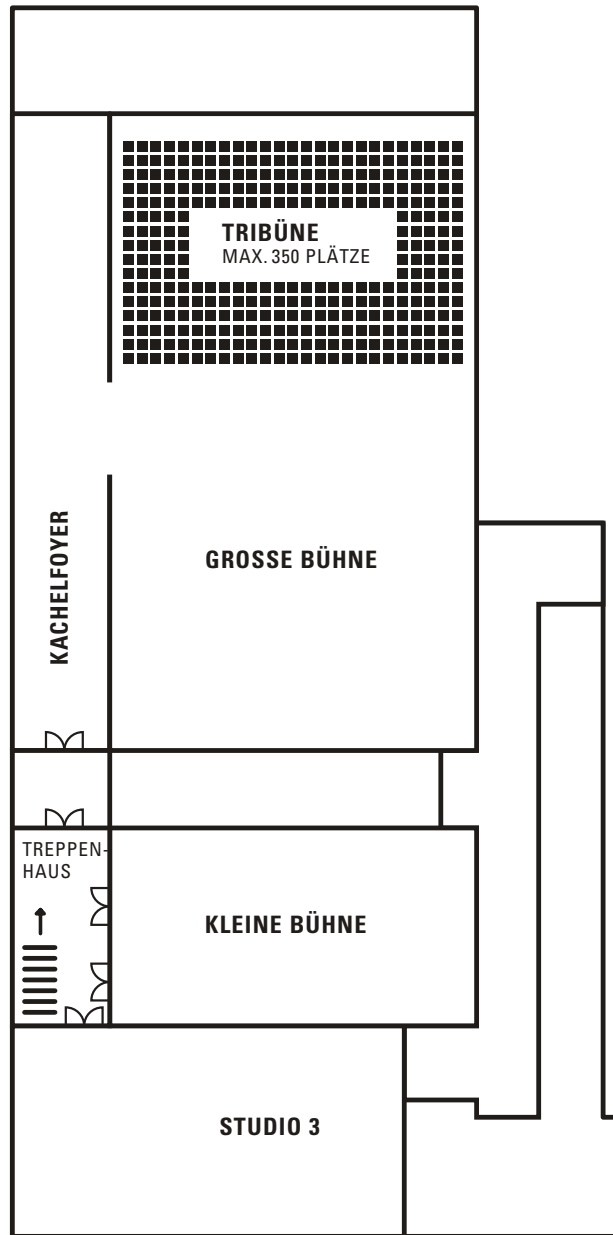 TRIBÜNE
MAX. 350 PLÄTZE
KACHELFOYER
GROSSE BÜHNE
TREPPEN-
HAUS
KLEINE BÜHNE
STUDIO 3